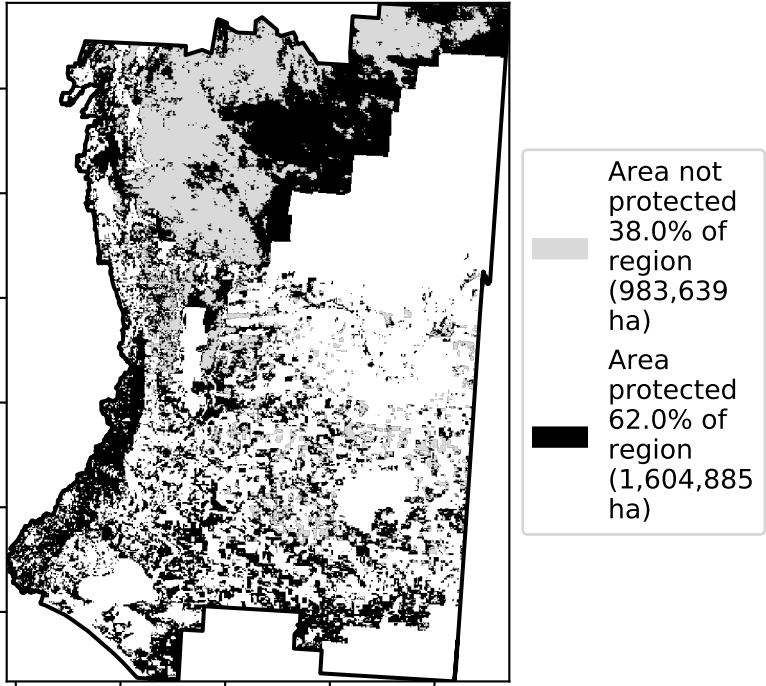 Area not
protected
38.0% of
region
(983,639
ha)
Area
protected
62.0% of
region
(1,604,885
ha)